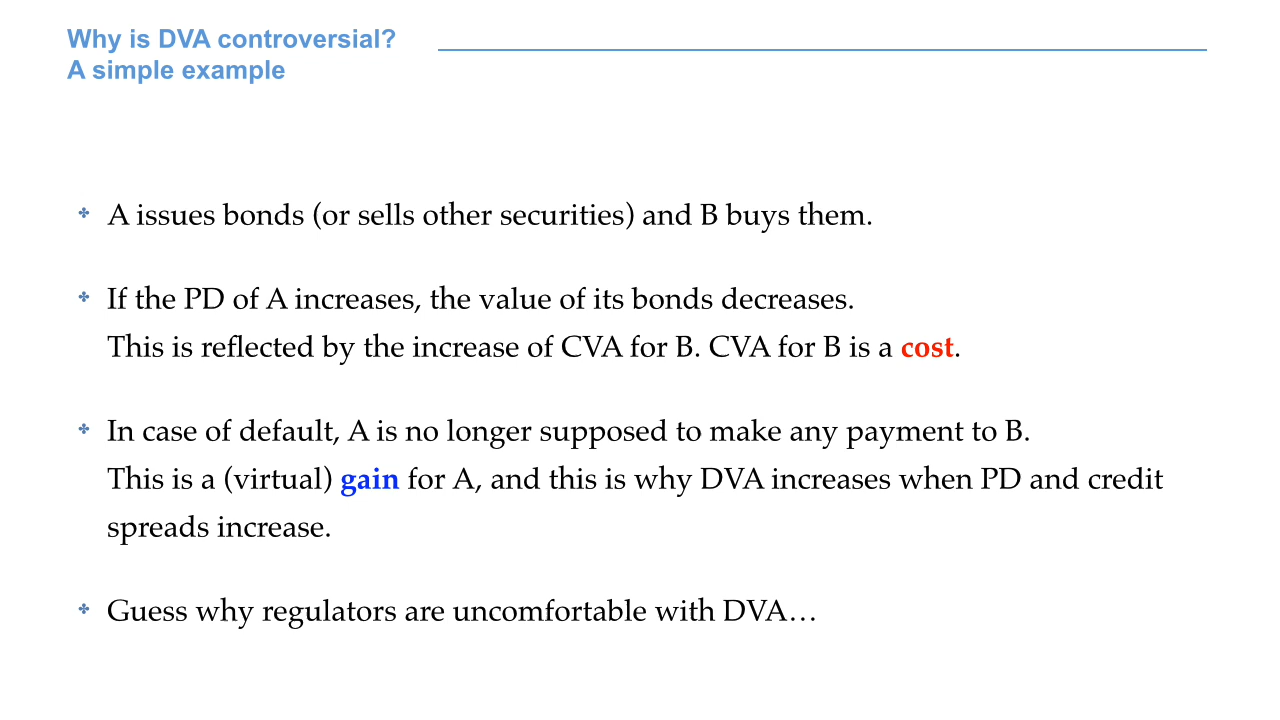 Why is DVA controversial?
A simple example
A issues bonds (or sells other securities) and B buys them.
If the PD of A increases, the value of its bonds decreases.
This is reflected by the increase of CVA for B. CVA for B is a cost.
In case of default, A is no longer supposed to make any payment to B.
This is a (virtual) gain for A, and this is why DVA increases when PD and credit
spreads increase.
Guess why regulators are uncomfortable with DVA…